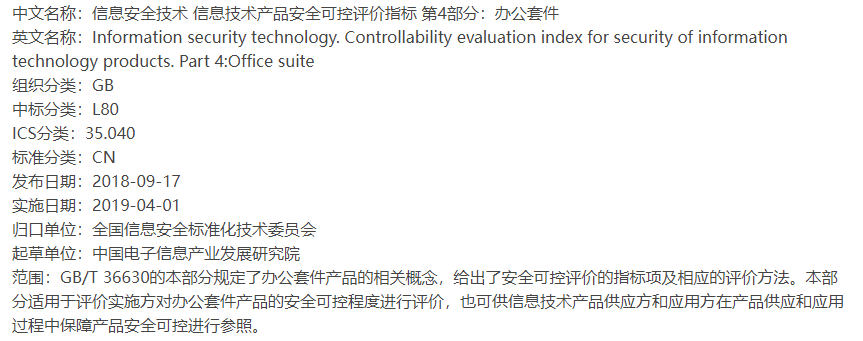 中文名称：信息安全技术 信息技术产品安全可控评价指标 第4部分：办公套件
英文名称：Information security technology. Controllability evaluation index for security of information
technology products. Part 4:Office suite
组织分类：GB
中标分类：L80
ICS分类：35.040
标准分类：CN
发布日期：2018-09-17
实施日期：2019-04-01
归口单位：全国信息安全标准化技术委员会
起草单位：中国电子信息产业发展研究院
范围：GB/T 36630的本部分规定了办公套件产品的相关概念，给出了安全可控评价的指标项及相应的评价方法。本部
分适用于评价实施方对办公套件产品的安全可控程度进行评价，也可供信息技术产品供应方和应用方在产品供应和应用
过程中保障产品安全可控进行参照。